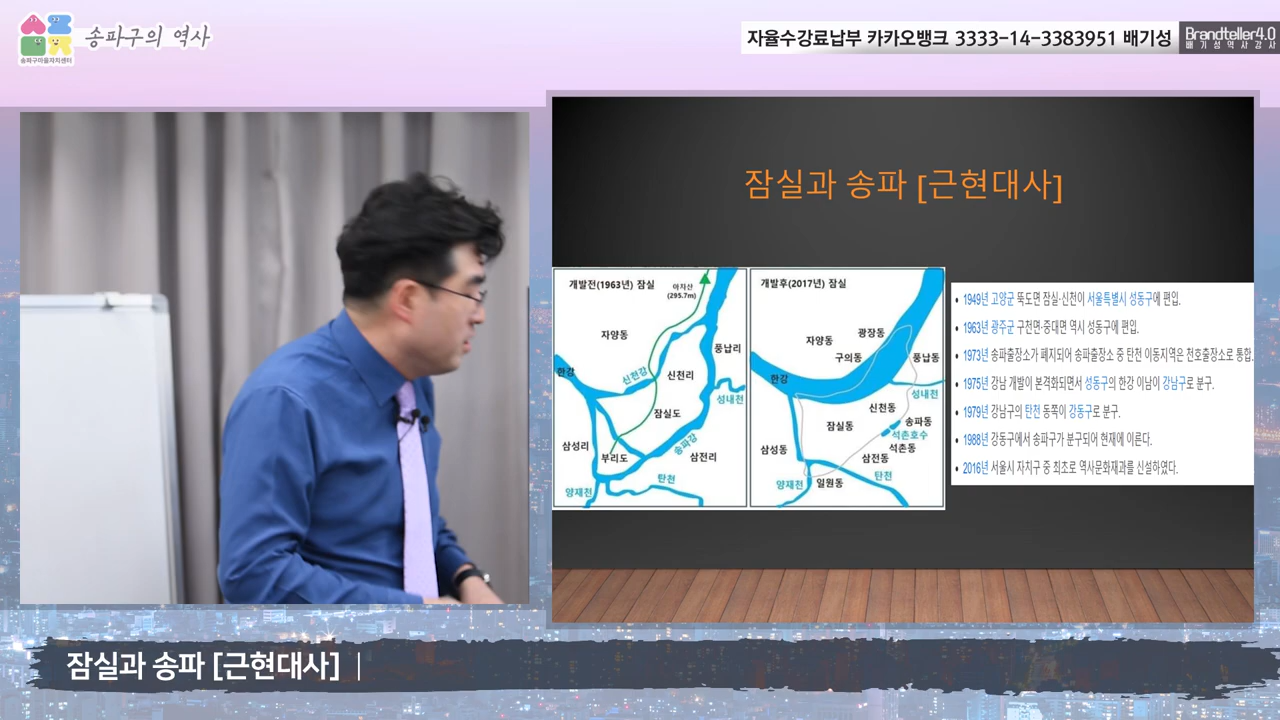 송파구의 역사
송파구마을자치센터
자율수강료납부 카카오뱅크 3333-14-3383951 배기성
Brandteller4.0
배기성역사강사
잠실과 송파 [근현대사]
개발전(1963년) 잠실
아차산
(295.7m)
자양동
풍납리
한강
신천강
신천리
성내천
잠실도
삼성리
부리도
송파강
삼전리
양재천
탄천
개발후(2017년) 잠실
광장동
자양동
구의동
풍납동
한강
성내천
신천동
잠실동
송파동
석촌호수
석촌동
삼성동
삼전동
양재천
일원동
탄천
• 1949년 고양군 뚝도면 잠실·신천이 서울특별시 성동구에 편입.
• 1963년 광주군 구천면·중대면 역시 성동구에 편입.
• 1973년 송파출장소가 폐지되어 송파출장소 중 탄천 이동지역은 천호출장소로 통합.
• 1975년 강남 개발이 본격화되면서 성동구의 한강 이남이 강남구로 분구.
• 1979년 강남구의 탄천 동쪽이 강동구로 분구.
• 1988년 강동구에서 송파구가 분구되어 현재에 이른다.
• 2016년 서울시 자치구 중 최초로 역사문화재과를 신설하였다.
잠실과 송파 [근현대사] |